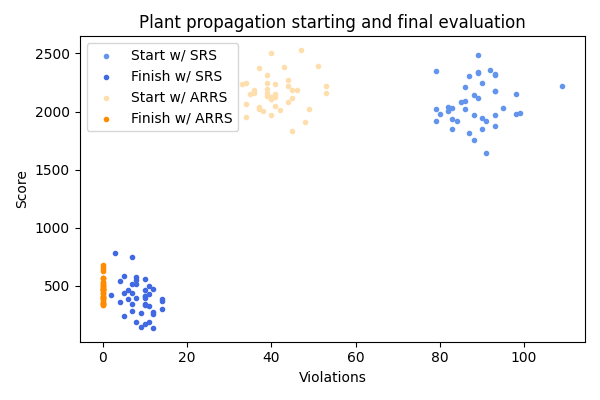 Plant propagation starting and final evaluation
Start w/ SRS
Finish w/ SRS
Start w/ ARRS
Finish w/ ARRS
2500
2000
1500
1000
500
Score
0
20
40
60
80
100
Violations